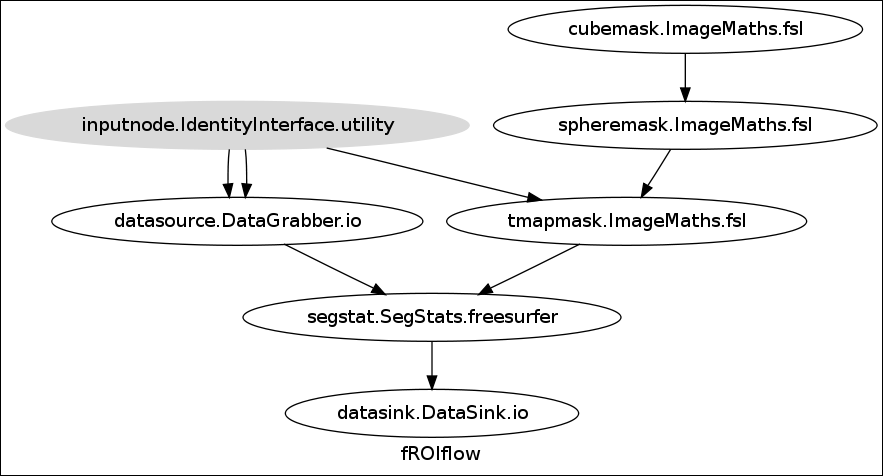 cubemask.ImageMaths.fsl
inputnode.IdentityInterface.utility
spheremask.ImageMaths.fsl
datasource.DataGrabber.io
tmapmask.ImageMaths.fsl
segstat.SegStats.freesurfer
datasink.DataSink.io
fROIflow